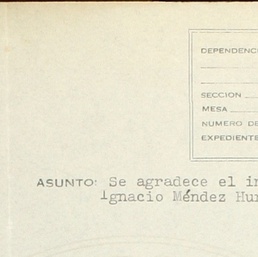 DEPENDENC
SECCION
MESA
NUMERO DE
EXPEDIENTE
ASUNTO: Se agradece el in
Ignacio Méndez Hur